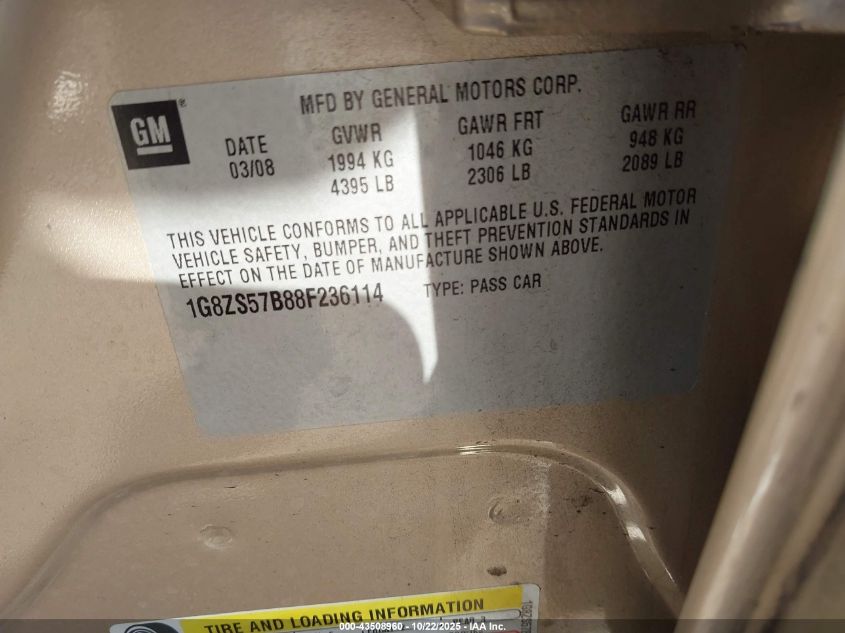 GM ®
MFD BY GENERAL MOTORS CORP.
DATE GVWR GAWR FRT GAWR RR
03/08 1994 KG 1046 KG 948 KG
4395 LB 2306 LB 2089 LB
THIS VEHICLE CONFORMS TO ALL APPLICABLE U.S. FEDERAL MOTOR
VEHICLE SAFETY, BUMPER, AND THEFT PREVENTION STANDARDS IN
EFFECT ON THE DATE OF MANUFACTURE SHOWN ABOVE.
1G8ZS57B88F236114 TYPE: PASS CAR
TIRE AND LOADING INFORMATION
000-43508960 - 10/22/2025 - IAA Inc.